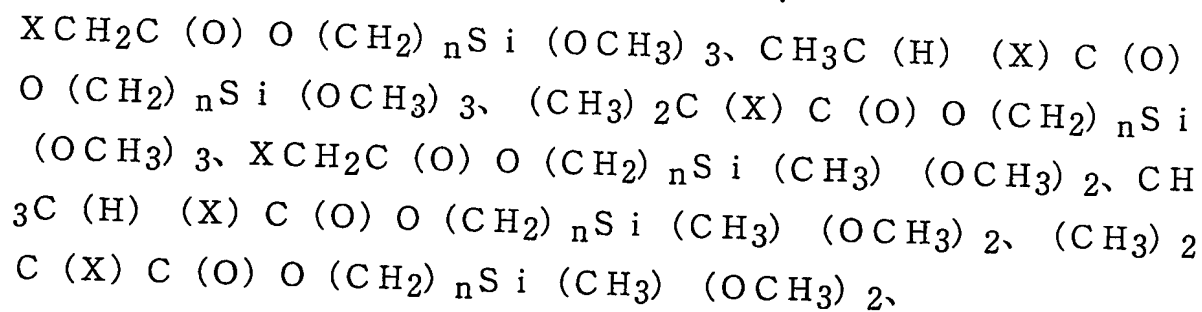 XCH2C (O) O (CH2) nSi (OCH3) 3、CH3C (H) (X) C (O)
O (CH2) nSi (OCH3) 3、 (CH3) 2C (X) C (O) O (CH2) nSi
(OCH3) 3、XCH2C (O) O (CH2) nSi (CH3) (OCH3) 2、CH
3C (H) (X) C (O) O (CH2) nSi (CH3) (OCH3) 2、 (CH3) 2
C (X) C (O) O (CH2) nSi (CH3) (OCH3) 2、